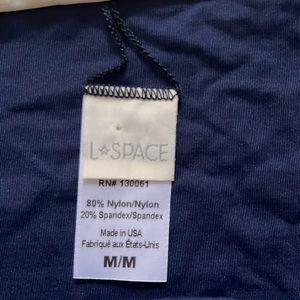 L*SPACE
RN# 130061
80% Nylon/Nylon
20% Spandex/Spandex
Made in USA
Fabriqué aux États-Unis
M/M